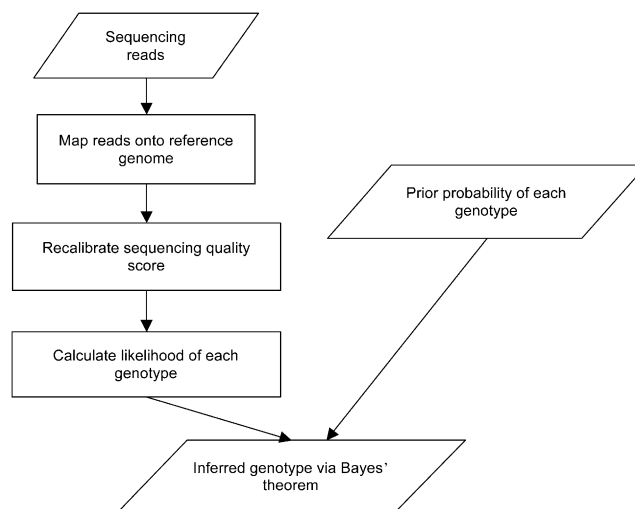 Sequencing
reads
Map reads onto reference
genome
Prior probability of each
genotype
Recalibrate sequencing quality
score
Calculate likelihood of each
genotype
Inferred genotype via Bayes’
theorem